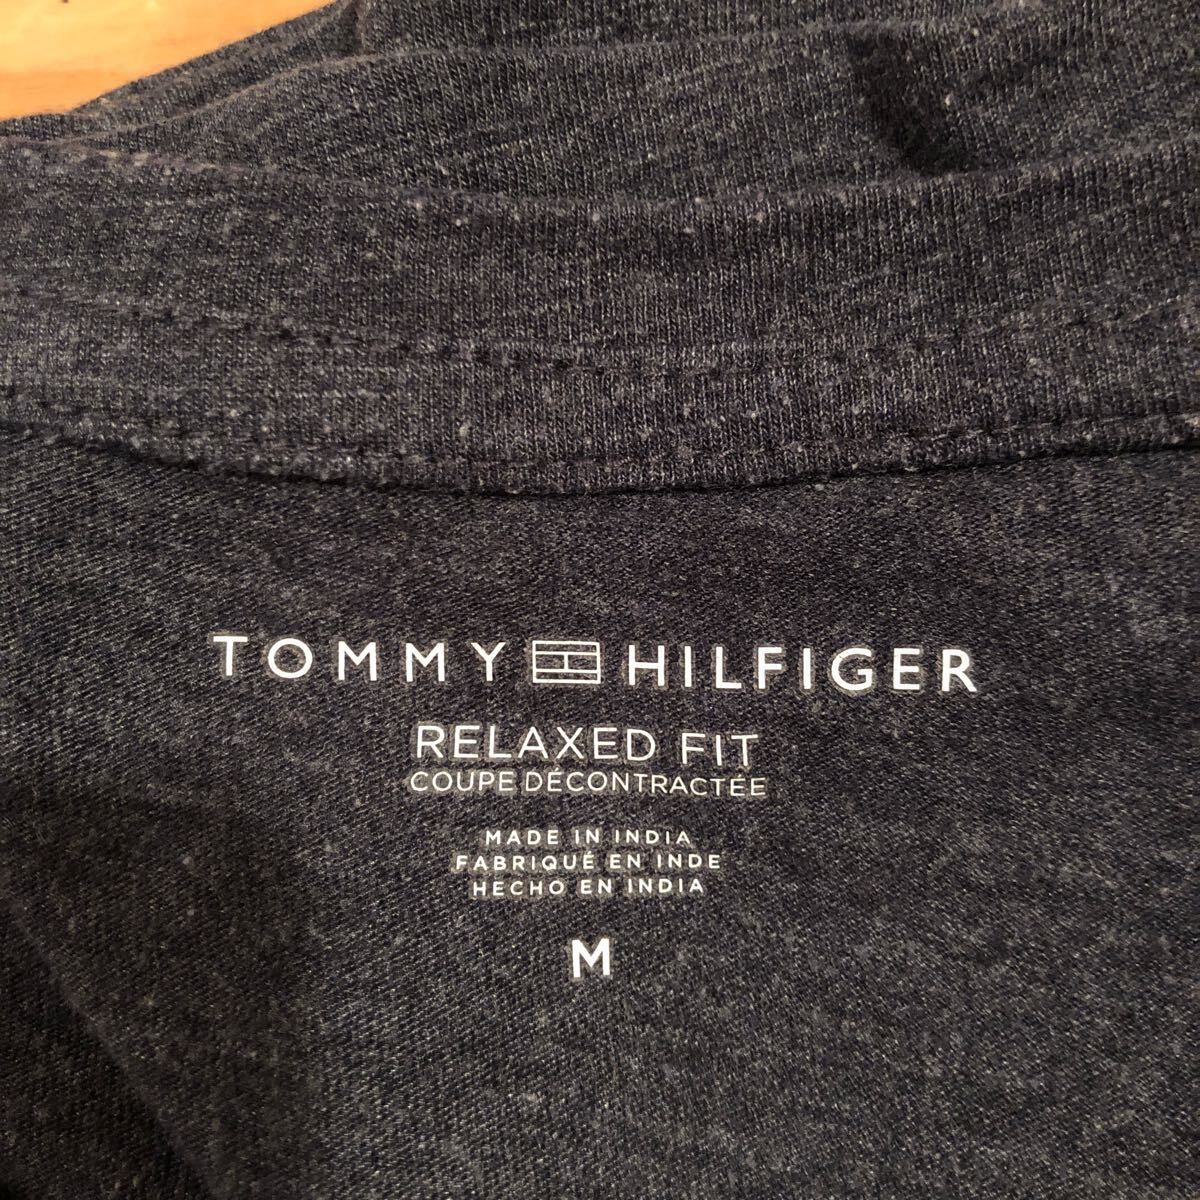 TOMMY HILFIGER
RELAXED FIT
COUPE DÉCONTRACTÉE
MADE IN INDIA
FABRIQUÉ EN INDE
HECHO EN INDIA
M